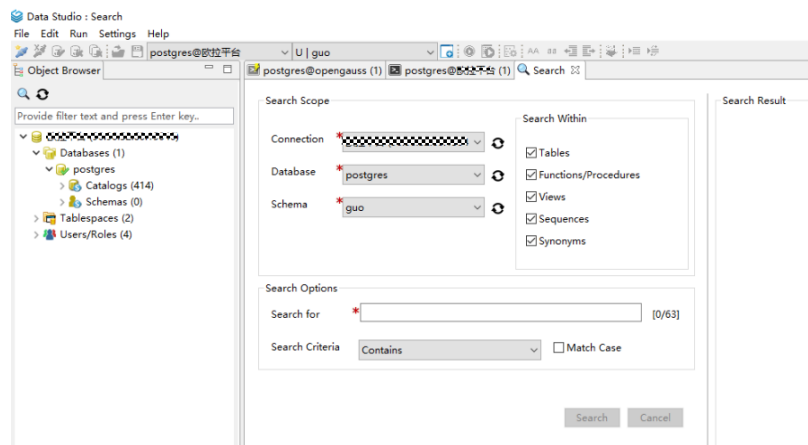 Data Studio : Search
File Edit Run Settings Help
postgres@欧拉平台 U | guo
Object Browser
postgres@opengauss (1) postgres@ (1) Search
Provide filter text and press Enter key..
Databases (1)
postgres
Catalogs (414)
Schemas (0)
Tablespaces (2)
Users/Roles (4)
Search Scope
Connection *
Database * postgres
Schema * guo
Search Within
Tables
Functions/Procedures
Views
Sequences
Synonyms
Search Options
Search for * [0/63]
Search Criteria Contains Match Case
Search Cancel
Search Result